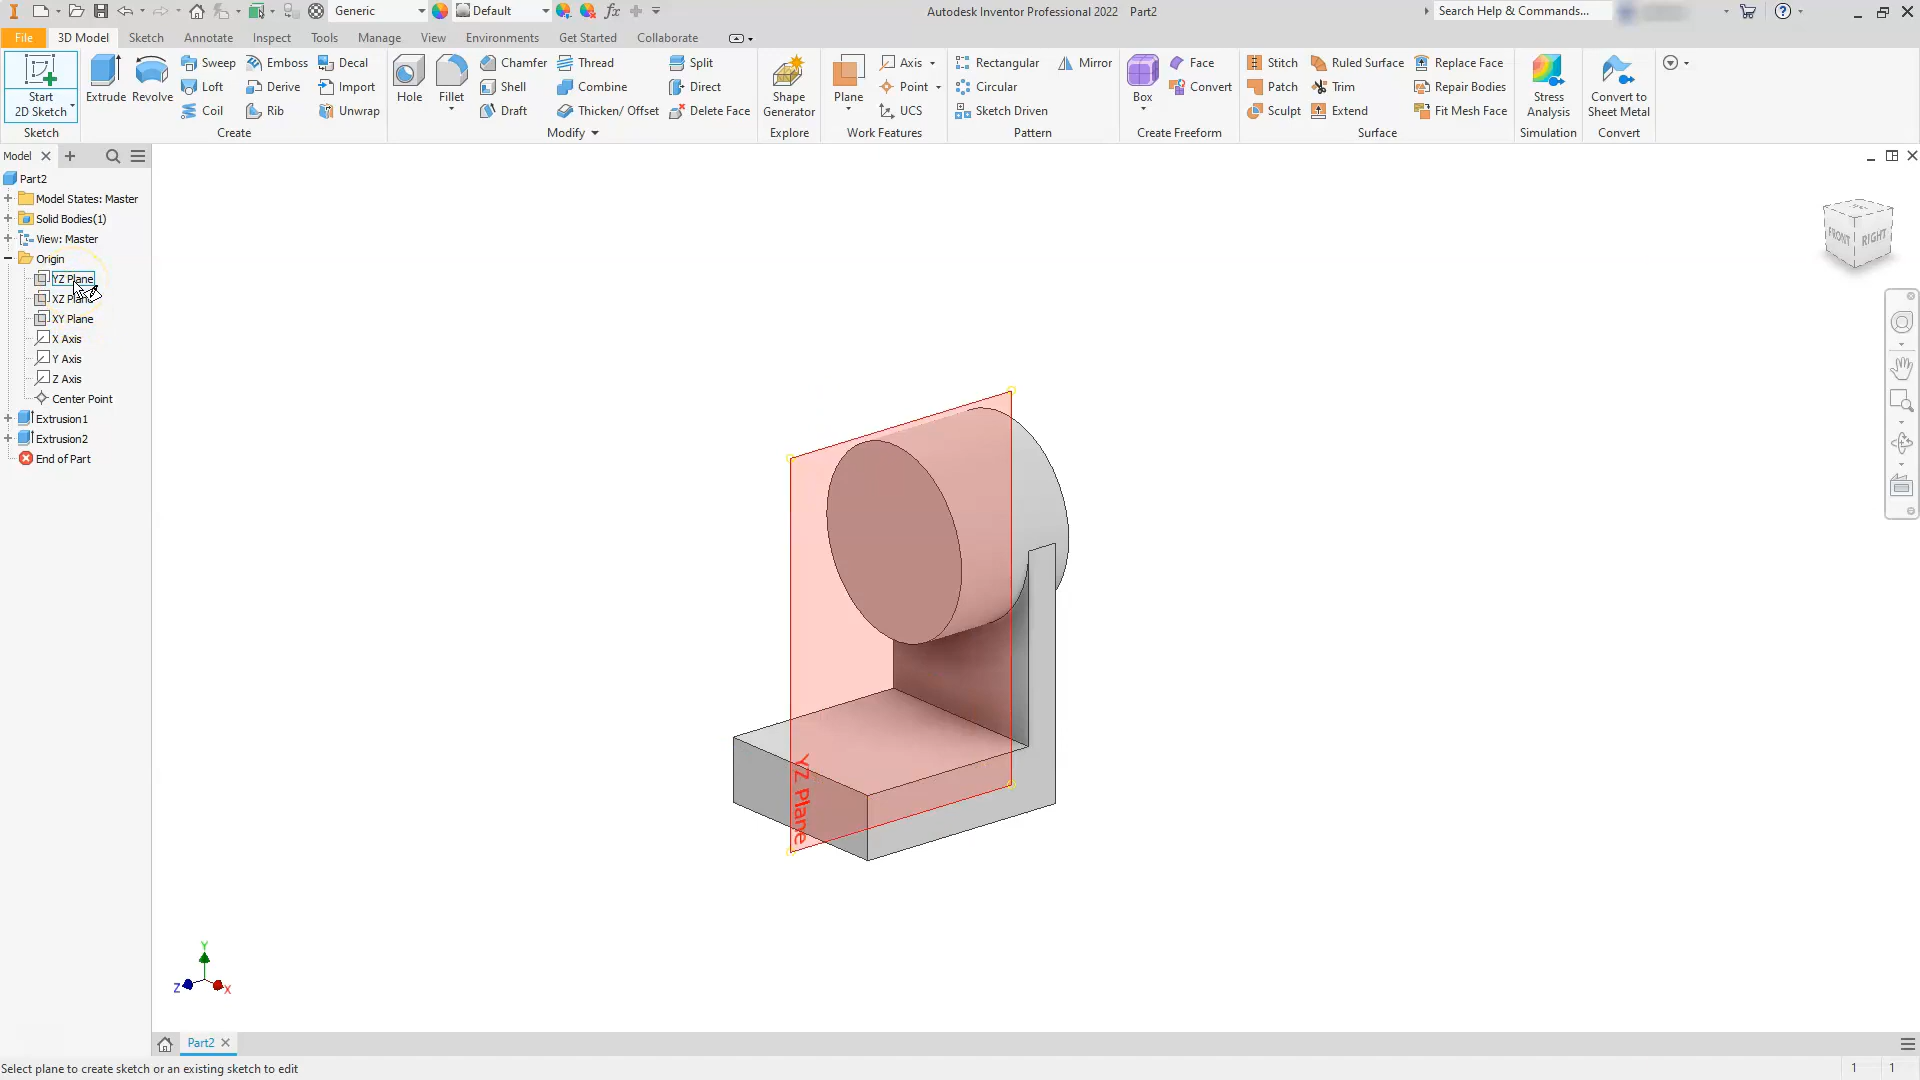 Generic
Default
Autodesk Inventor Professional 2022 Part2
Search Help & Commands...
File
3D Model
Sketch
Annotate
Inspect
Tools
Manage
View
Environments
Get Started
Collaborate
Start
2D Sketch
Sketch
Extrude
Revolve
Sweep
Loft
Coil
Emboss
Derive
Rib
Decal
Import
Unwrap
Create
Hole
Fillet
Chamfer
Shell
Draft
Thread
Combine
Thicken/ Offset
Split
Direct
Delete Face
Modify
Shape
Generator
Explore
Plane
Axis
Point
UCS
Work Features
Rectangular
Circular
Sketch Driven
Mirror
Pattern
Box
Face
Convert
Create Freeform
Stitch
Patch
Sculpt
Ruled Surface
Trim
Extend
Replace Face
Repair Bodies
Fit Mesh Face
Surface
Stress
Analysis
Simulation
Convert to
Sheet Metal
Convert
Model
Part2
Model States: Master
Solid Bodies(1)
View: Master
Origin
YZ Plane
XZ Plane
XY Plane
X Axis
Y Axis
Z Axis
Center Point
Extrusion1
Extrusion2
End of Part
FRONT
RIGHT
YZ Plane
Y
Z
X
Part2
Select plane to create sketch or an existing sketch to edit
1 1